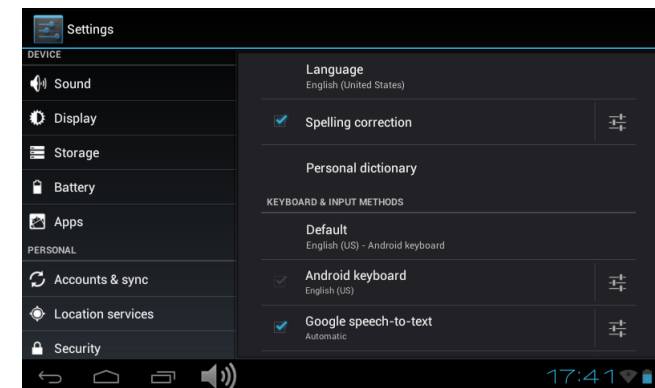 Settings
DEVICE
Sound
Display
Storage
Battery
Apps
PERSONAL
Accounts & sync
Location services
Security
Language
English (United States)
Spelling correction
Personal dictionary
KEYBOARD & INPUT METHODS
Default
English (US) - Android keyboard
Android keyboard
English (US)
Google speech-to-text
Automatic
17:41